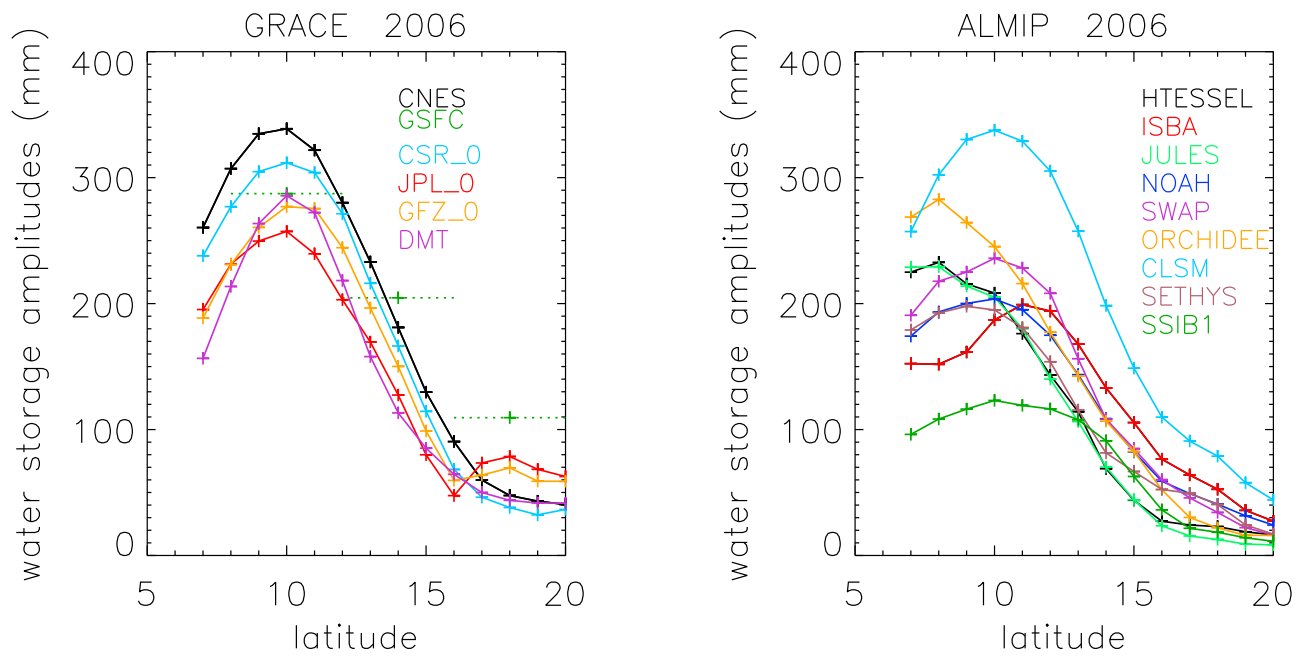 GRACE 2006
water storage amplitudes (mm)
400
300
200
100
0
5
10
15
20
latitude
CNES
GSFC
CSR_0
JPL_0
GFZ_0
DMT
ALMIP 2006
water storage amplitudes (mm)
400
300
200
100
0
5
10
15
20
latitude
HTESSEL
ISBA
JULES
NOAH
SWAP
ORCHIDEE
CLSM
SETHYS
SSIB1